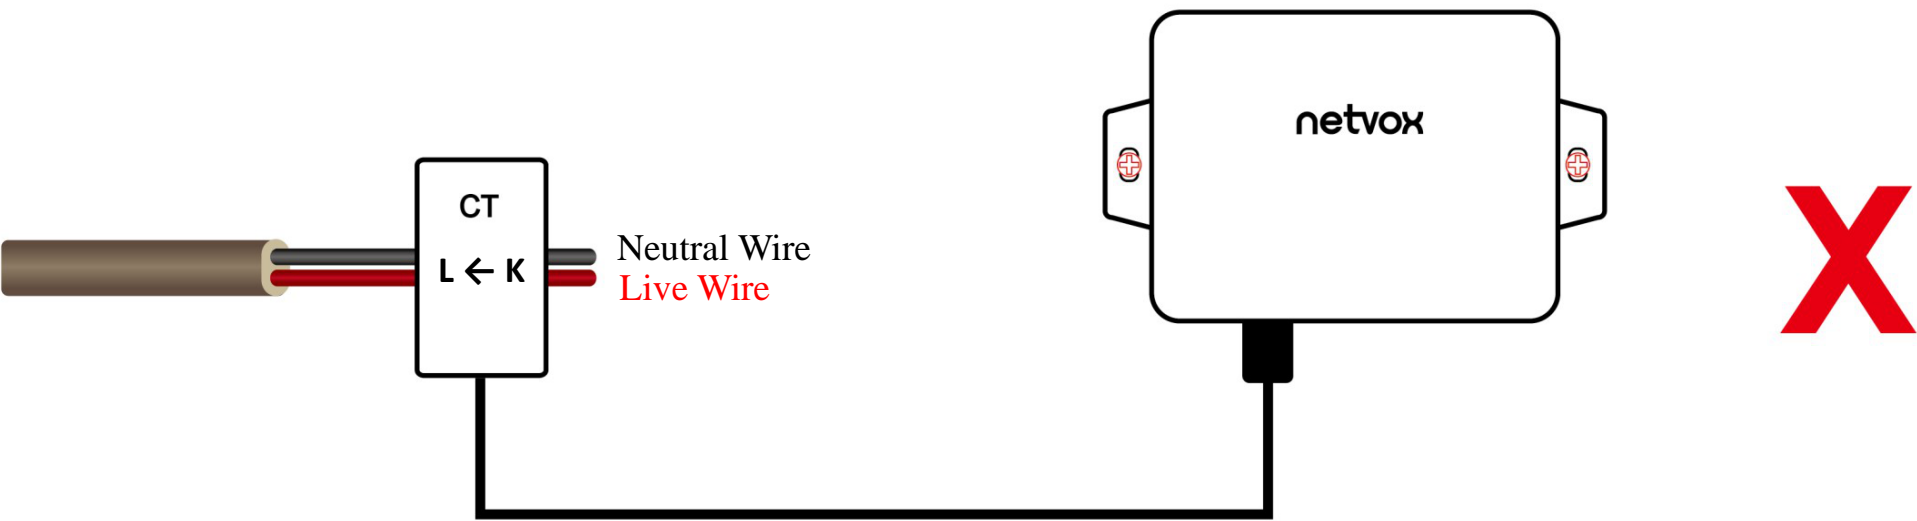 netvox
CT
L ← K
Neutral Wire
Live Wire
X